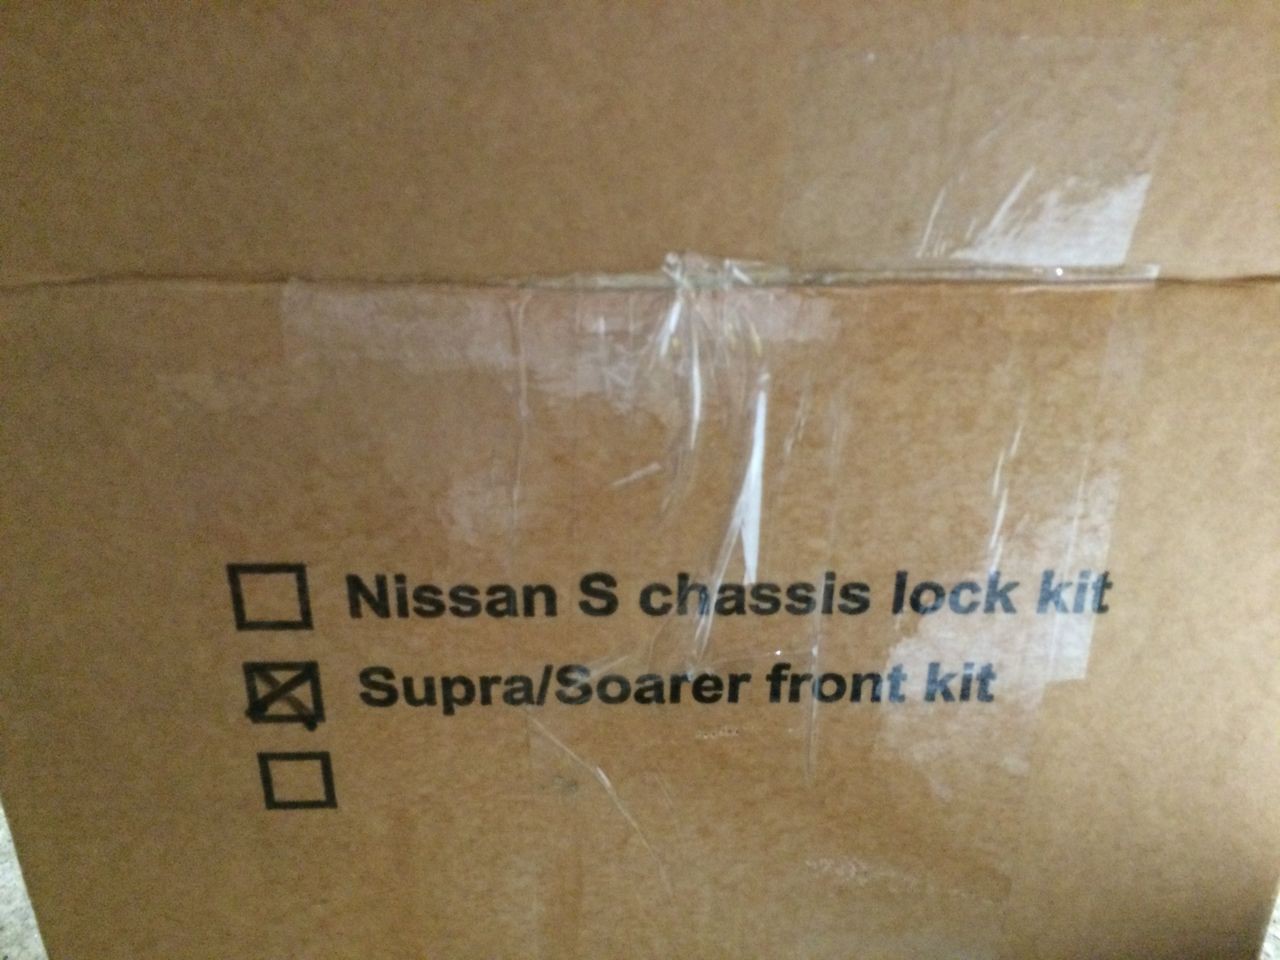 Nissan S chassis lock kit
Supra/Soarer front kit